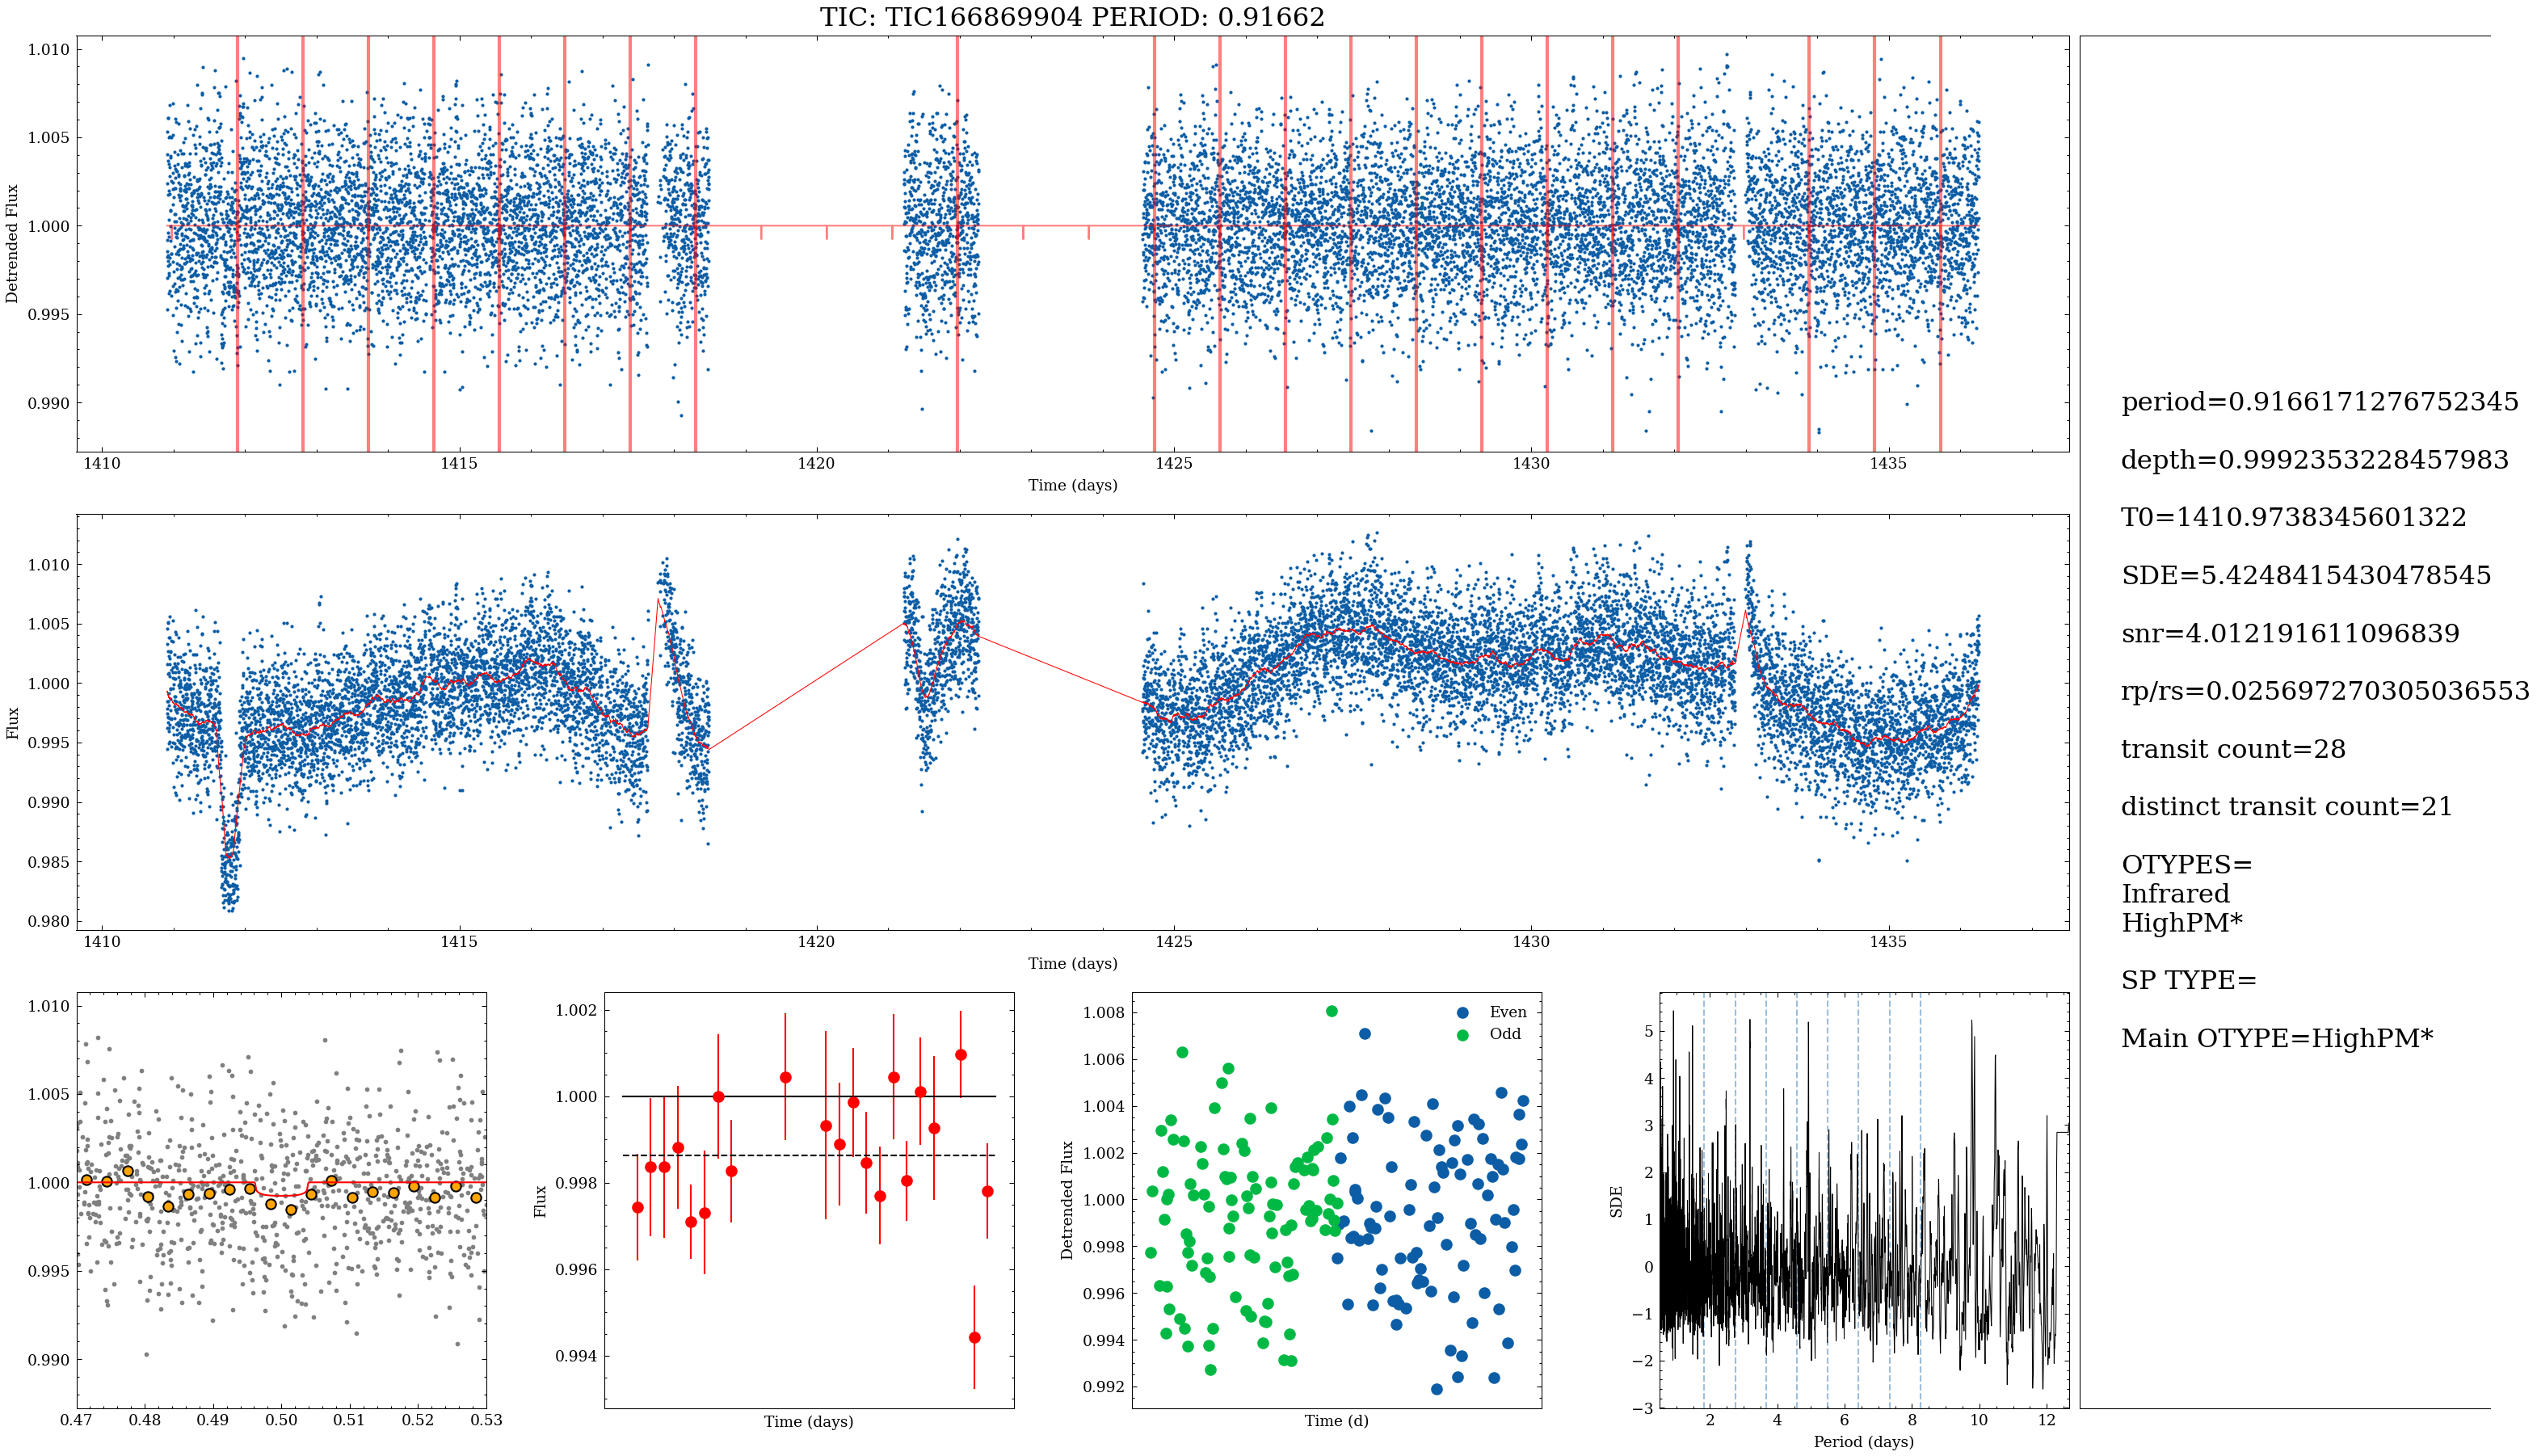 TIC: TIC166869904 PERIOD: 0.91662
1.010
1.005
1.000
0.995
0.990
Detrended Flux
1410
1415
1420
1425
1430
1435
Time (days)
1.010
1.005
1.000
0.995
0.990
0.985
0.980
Flux
1410
1415
1420
1425
1430
1435
Time (days)
1.010
1.005
1.000
0.995
0.990
0.47
0.48
0.49
0.50
0.51
0.52
0.53
1.002
1.000
0.998
0.996
0.994
Flux
Time (days)
1.008
1.006
1.004
1.002
1.000
0.998
0.996
0.994
0.992
Detrended Flux
Even
Odd
Time (d)
5
4
3
2
1
0
−1
−2
−3
SDE
2
4
6
8
10
12
Period (days)
period=0.9166171276752345
depth=0.9992353228457983
T0=1410.9738345601322
SDE=5.4248415430478545
snr=4.012191611096839
rp/rs=0.025697270305036553
transit count=28
distinct transit count=21
OTYPES=
Infrared
HighPM*
SP TYPE=
Main OTYPE=HighPM*